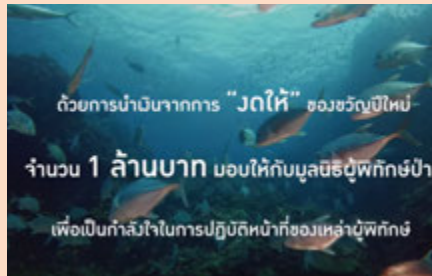 ด้วยการนำเงินจากการ "งดให้" ของขวัญปีใหม่
จำนวน 1 ล้านบาท มอบให้กับมูลนิธิผู้พิทักษ์ป่า
เพื่อเป็นกำลังใจในการปฏิบัติหน้าที่ของเหล่าผู้พิทักษ์